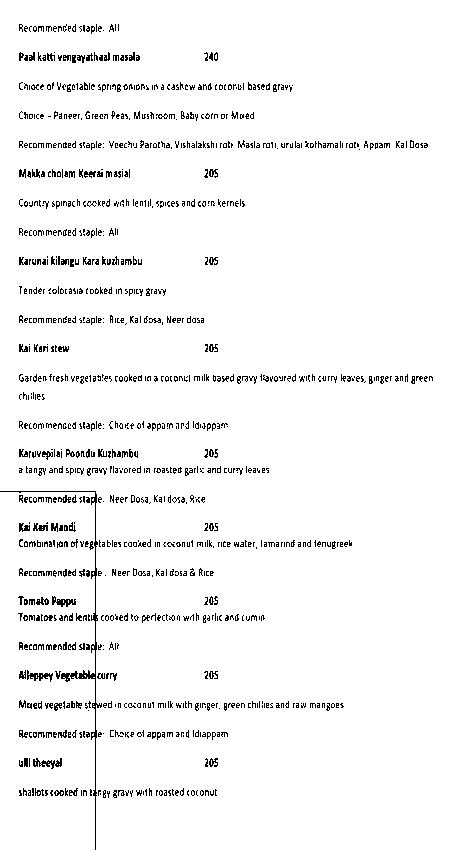 Recommended staple: All
Paal katti vengayathaal masala 240
Choice of Vegetable spring onions in a cashew and coconut based gravy
Choice - Paneer, Green Peas, Mushroom, Baby corn or Mixed
Recommended staple: Veechu Parotha, Vishalakshi roti, Masla roti, urulai kothamali roti, Appam, Kal Dosa
Makka cholam Keerai masial 205
Country spinach cooked with lentil, spices and corn kernels
Recommended staple: All
Karunai kilangu Kara kuzhambu 205
Tender colocasia cooked in spicy gravy
Recommended staple: Rice, Kal dosa, Neer dosa
Kai Kari stew 205
Garden fresh vegetables cooked in a coconut milk based gravy flavoured with curry leaves, ginger and green
chillies
Recommended staple: Choice of appam and Idiappam
Karuvepilai Poondu Kuzhambu 205
a tangy and spicy gravy flavored in roasted garlic and curry leaves
Recommended staple: Neer Dosa, Kal dosa, Rice
Kai Kari Mandi 205
Combination of vegetables cooked in coconut milk, rice water, Tamarind and fenugreek
Recommended staple : Neer Dosa, Kal dosa & Rice
Tomato Pappu 205
Tomatoes and lentils cooked to perfection with garlic and cumin
Recommended staple: All
Alleppey Vegetable curry 205
Mixed vegetable stewed in coconut milk with ginger, green chillies and raw mangoes
Recommended staple: Choice of appam and Idiappam
ulli theeyal 205
shallots cooked in tangy gravy with roasted coconut